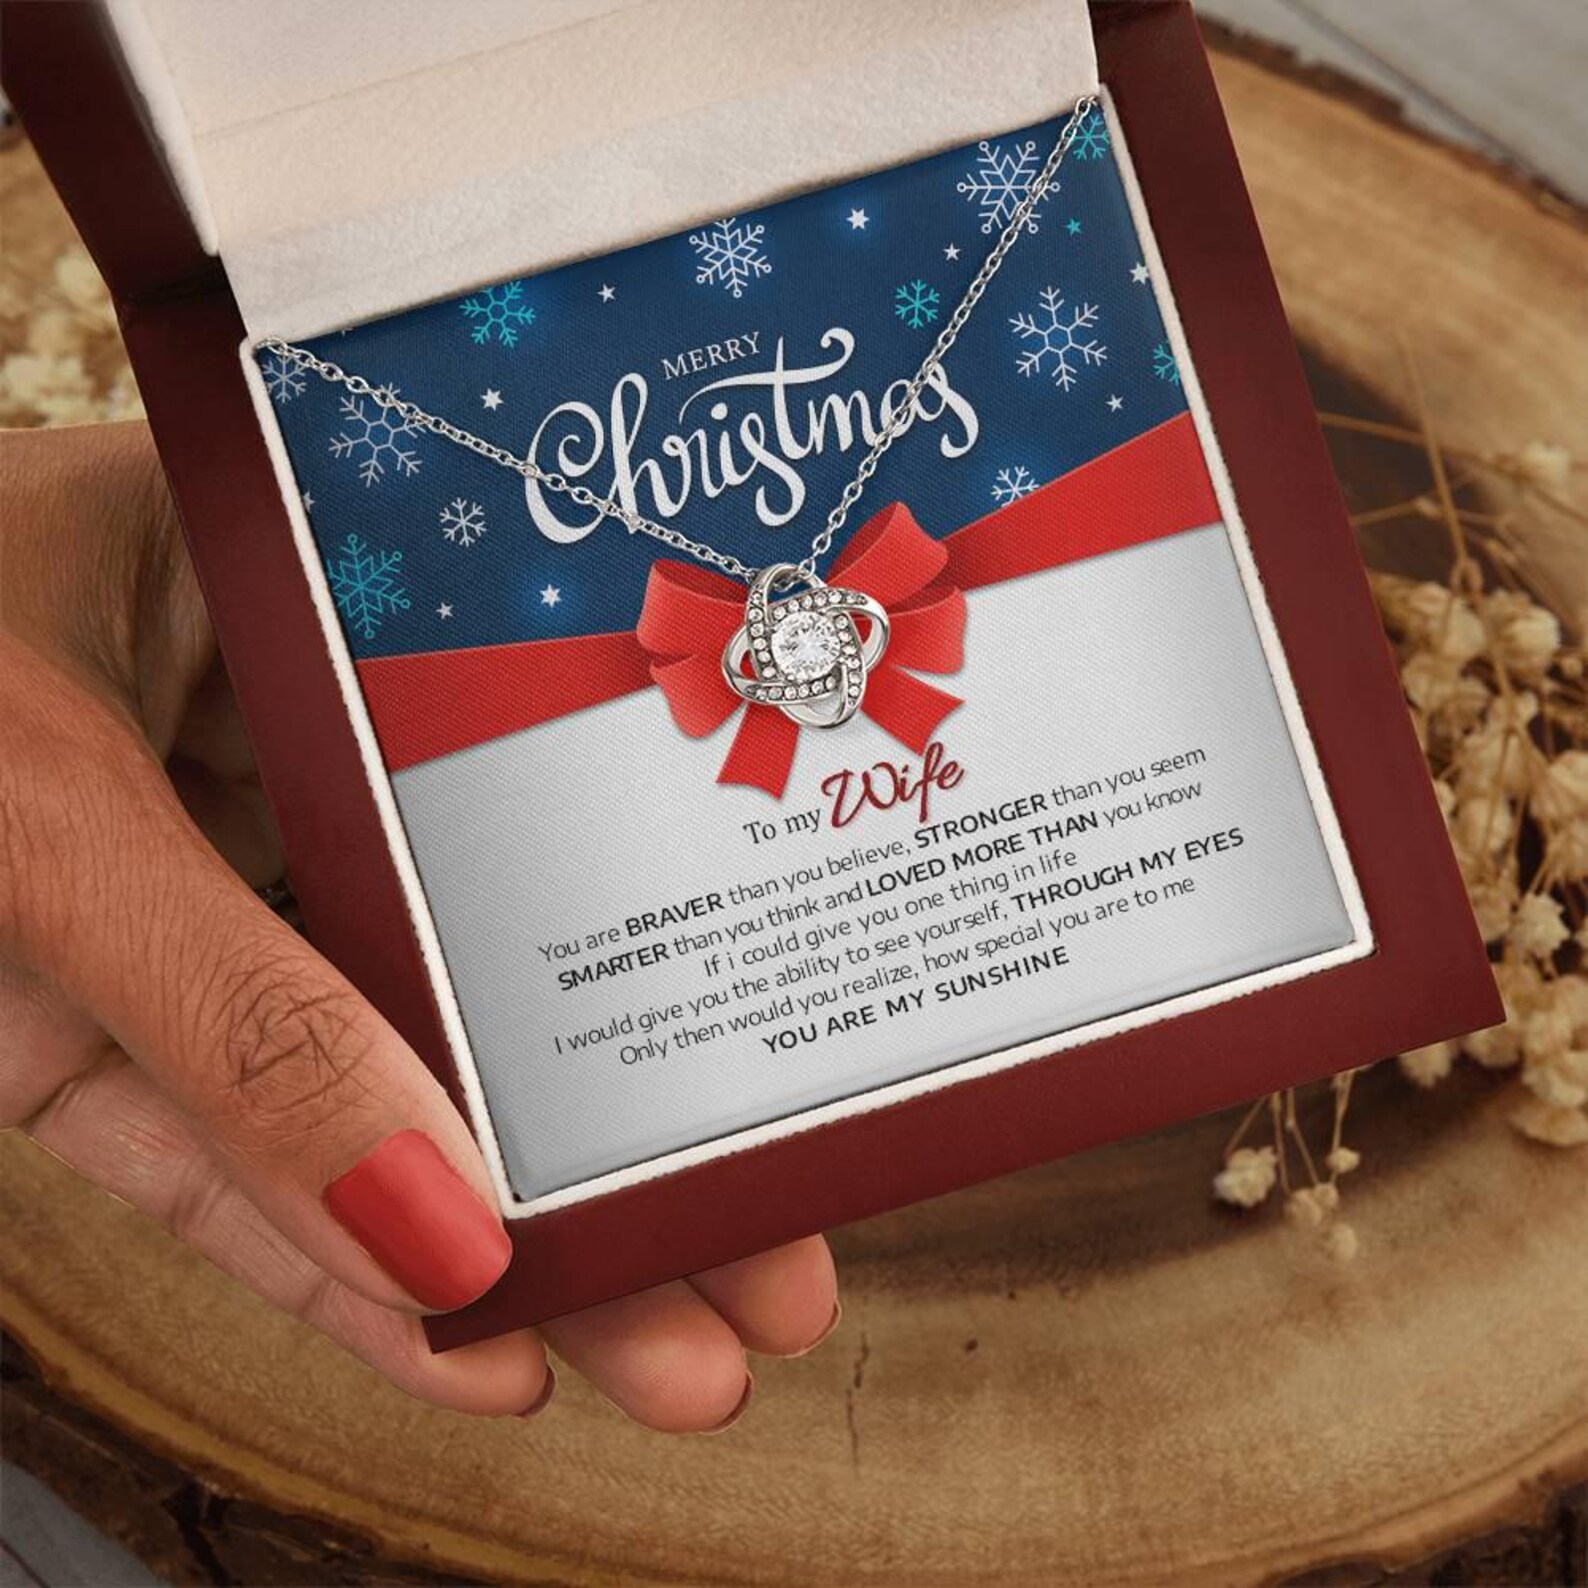 MERRY
Christmas
To my Wife
You are BRAVER than you believe, STRONGER than you seem
SMARTER than you think and LOVED MORE THAN you know
If i could give you one thing in life
I would give you the ability to see yourself, THROUGH MY EYES
Only then would you realize, how special you are to me
YOU ARE MY SUNSHINE